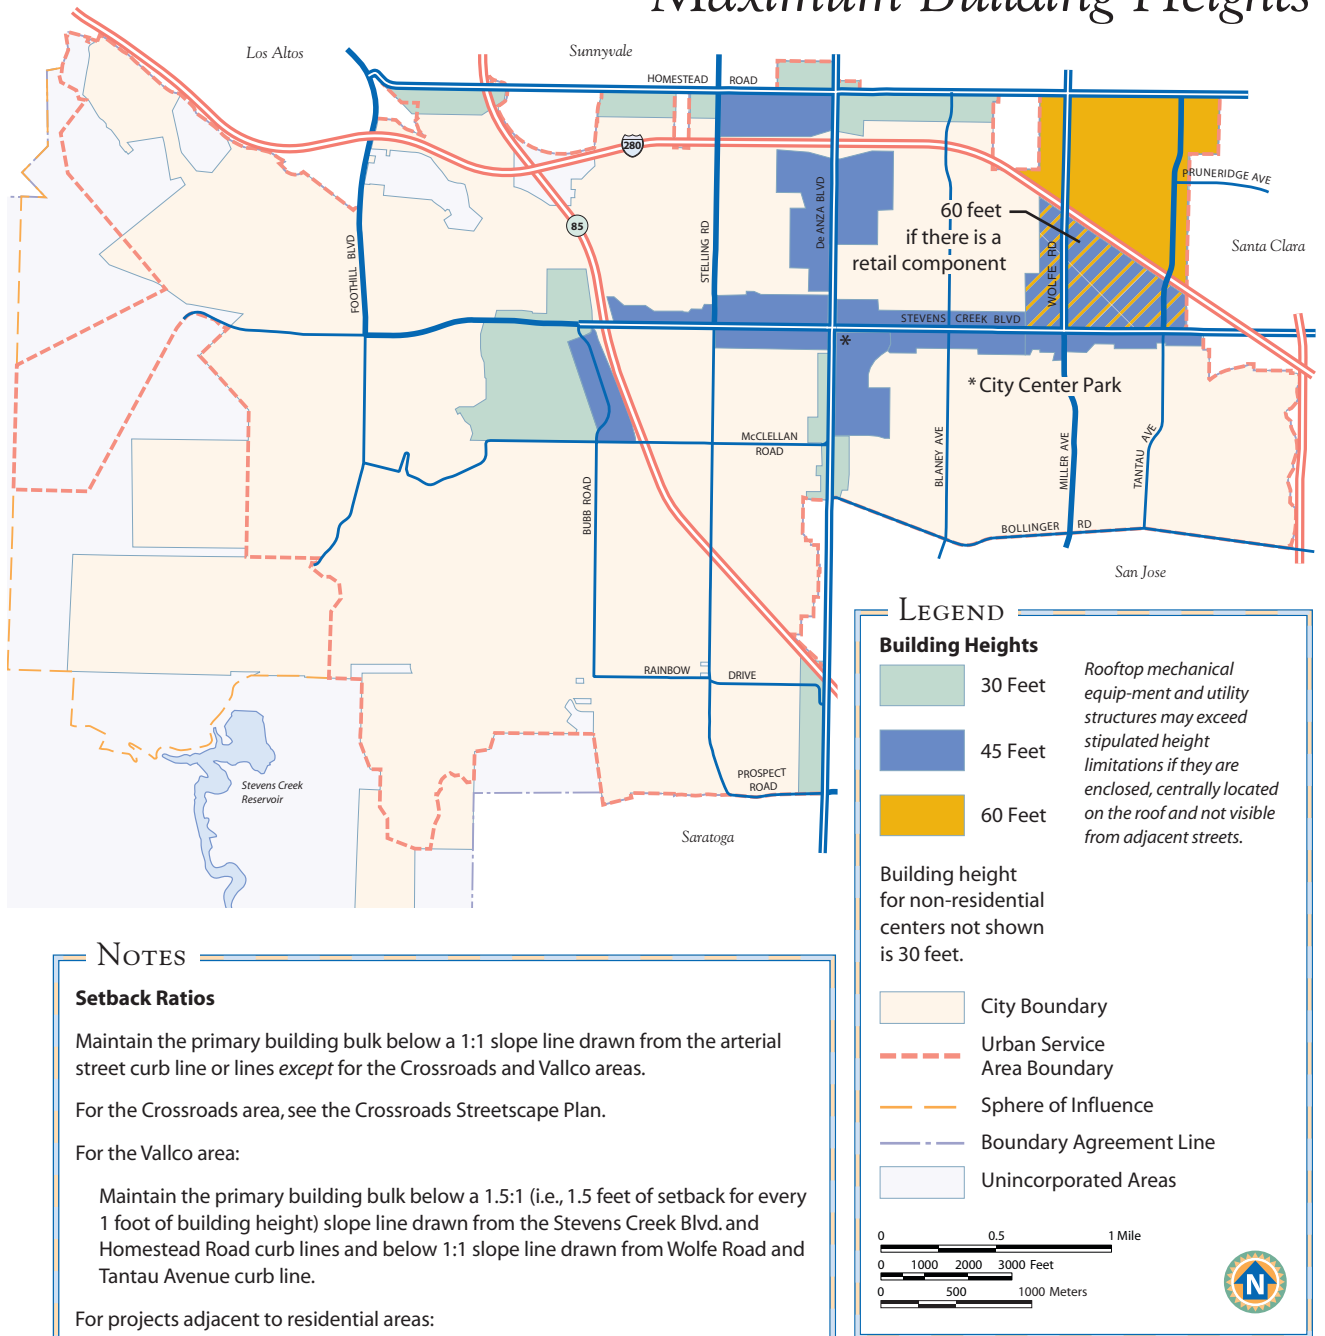 Maximum Building Heights
Los Altos
Sunnyvale
HOMESTEAD ROAD
280
PRUNERIDGE AVE
85
STELLING RD
De ANZA BLVD
60 feet
if there is a
retail component
WOLFE RD
Santa Clara
FOOTHILL BLVD
STEVENS CREEK BLVD
*
* City Center Park
McCLELLAN
ROAD
BUBB ROAD
BLANEY AVE
MILLER AVE
TANTAU AVE
BOLLINGER RD
San Jose
RAINBOW DRIVE
PROSPECT
ROAD
Stevens Creek
Reservoir
Saratoga
LEGEND
Building Heights
30 Feet
45 Feet
60 Feet
Rooftop mechanical
equip-ment and utility
structures may exceed
stipulated height
limitations if they are
enclosed, centrally located
on the roof and not visible
from adjacent streets.
Building height
for non-residential
centers not shown
is 30 feet.
City Boundary
Urban Service
Area Boundary
Sphere of Influence
Boundary Agreement Line
Unincorporated Areas
0 0.5 1 Mile
0 1000 2000 3000 Feet
0 500 1000 Meters
N
NOTES
Setback Ratios
Maintain the primary building bulk below a 1:1 slope line drawn from the arterial
street curb line or lines except for the Crossroads and Vallco areas.
For the Crossroads area, see the Crossroads Streetscape Plan.
For the Vallco area:
Maintain the primary building bulk below a 1.5:1 (i.e., 1.5 feet of setback for every
1 foot of building height) slope line drawn from the Stevens Creek Blvd. and
Homestead Road curb lines and below 1:1 slope line drawn from Wolfe Road and
Tantau Avenue curb line.
For projects adjacent to residential areas: